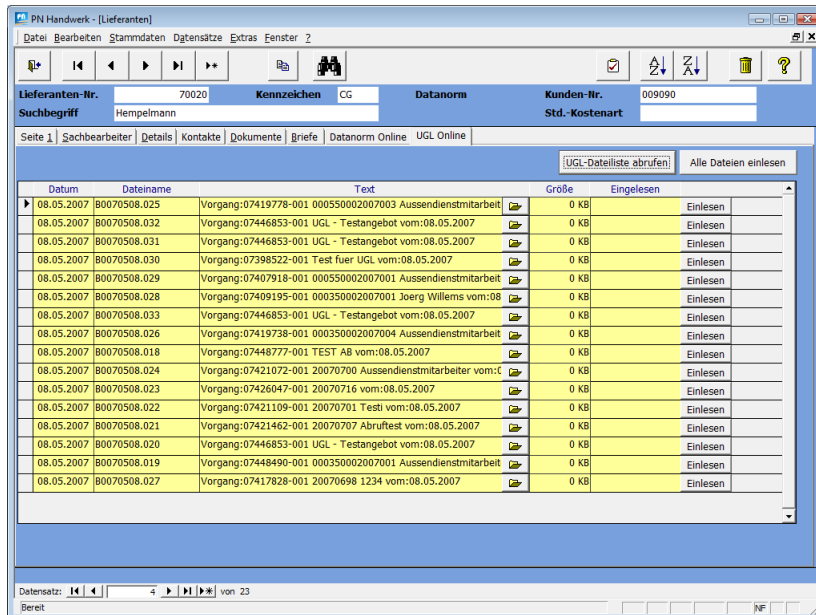 PN Handwerk - [Lieferanten]
Datei Bearbeiten Stammdaten Datensätze Extras Fenster ?
Lieferanten-Nr. 70020 Kennzeichen CG Datanorm Kunden-Nr. 009090
Suchbegriff Hempelmann Std.-Kostenart
Seite 1 Sachbearbeiter Details Kontakte Dokumente Briefe Datanorm Online UGL Online
UGL-Dateiliste abrufen Alle Dateien einlesen
Datum Dateiname Text Größe Eingelesen
08.05.2007 B0070508.025 Vorgang:07419778-001 000550002007003 Aussendienstmitarbeit 0 KB Einlesen
08.05.2007 B0070508.032 Vorgang:07446853-001 UGL - Testangebot vom:08.05.2007 0 KB Einlesen
08.05.2007 B0070508.031 Vorgang:07446853-001 UGL - Testangebot vom:08.05.2007 0 KB Einlesen
08.05.2007 B0070508.030 Vorgang:07398522-001 Test fuer UGL vom:08.05.2007 0 KB Einlesen
08.05.2007 B0070508.029 Vorgang:07407918-001 000550002007001 Aussendienstmitarbeit 0 KB Einlesen
08.05.2007 B0070508.028 Vorgang:07409195-001 000350002007001 Joerg Willems vom:08 0 KB Einlesen
08.05.2007 B0070508.033 Vorgang:07446853-001 UGL - Testangebot vom:08.05.2007 0 KB Einlesen
08.05.2007 B0070508.026 Vorgang:07419738-001 000350002007004 Aussendienstmitarbeit 0 KB Einlesen
08.05.2007 B0070508.018 Vorgang:07448777-001 TEST AB vom:08.05.2007 0 KB Einlesen
08.05.2007 B0070508.024 Vorgang:07421072-001 20070700 Aussendienstmitarbeiter vom:0 0 KB Einlesen
08.05.2007 B0070508.023 Vorgang:07426047-001 20070716 vom:08.05.2007 0 KB Einlesen
08.05.2007 B0070508.022 Vorgang:07421109-001 20070701 Testi vom:08.05.2007 0 KB Einlesen
08.05.2007 B0070508.021 Vorgang:07421462-001 20070707 Abruftest vom:08.05.2007 0 KB Einlesen
08.05.2007 B0070508.020 Vorgang:07446853-001 UGL - Testangebot vom:08.05.2007 0 KB Einlesen
08.05.2007 B0070508.019 Vorgang:07448490-001 000350002007001 Aussendienstmitarbeit 0 KB Einlesen
08.05.2007 B0070508.027 Vorgang:07417828-001 20070698 1234 vom:08.05.2007 0 KB Einlesen
Datensatz: 4 von 23
Bereit NF